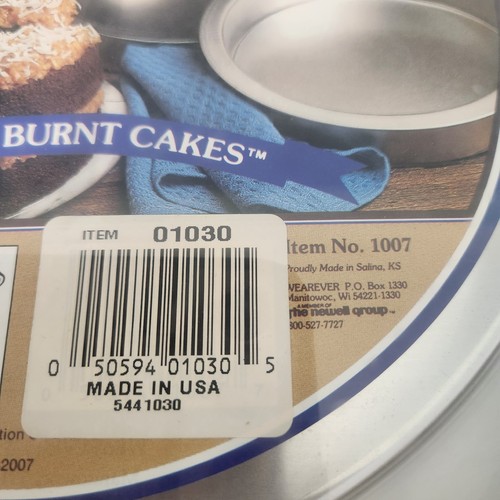 BURNT CAKES™
ITEM 01030
0 50594 01030 5
MADE IN USA
5441030
Item No. 1007
Proudly Made in Salina, KS
WEAREVER P.O. Box 1330
Manitowoc, Wi 54221-1330
A MEMBER OF
The newell group™
800-527-7727
2007